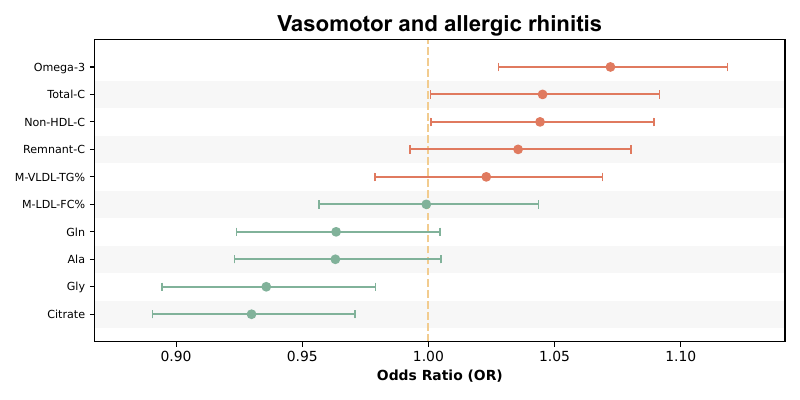 Vasomotor and allergic rhinitis
Omega-3
Total-C
Non-HDL-C
Remnant-C
M-VLDL-TG%
M-LDL-FC%
Gln
Ala
Gly
Citrate
0.90 0.95 1.00 1.05 1.10
Odds Ratio (OR)